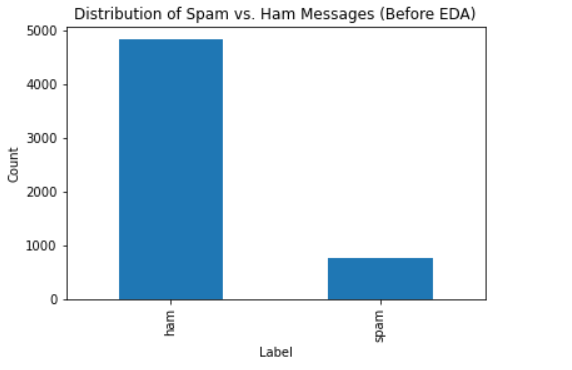 Distribution of Spam vs. Ham Messages (Before EDA)
5000
4000
3000
2000
1000
0
Count
ham
spam
Label